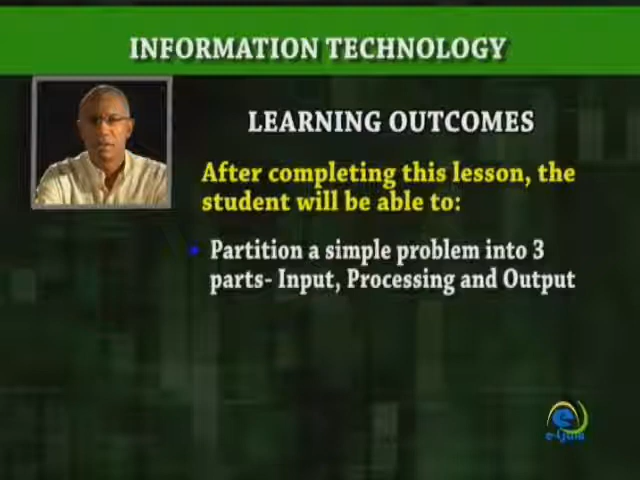 INFORMATION TECHNOLOGY
LEARNING OUTCOMES
After completing this lesson, the
student will be able to:
Partition a simple problem into 3
parts- Input, Processing and Output